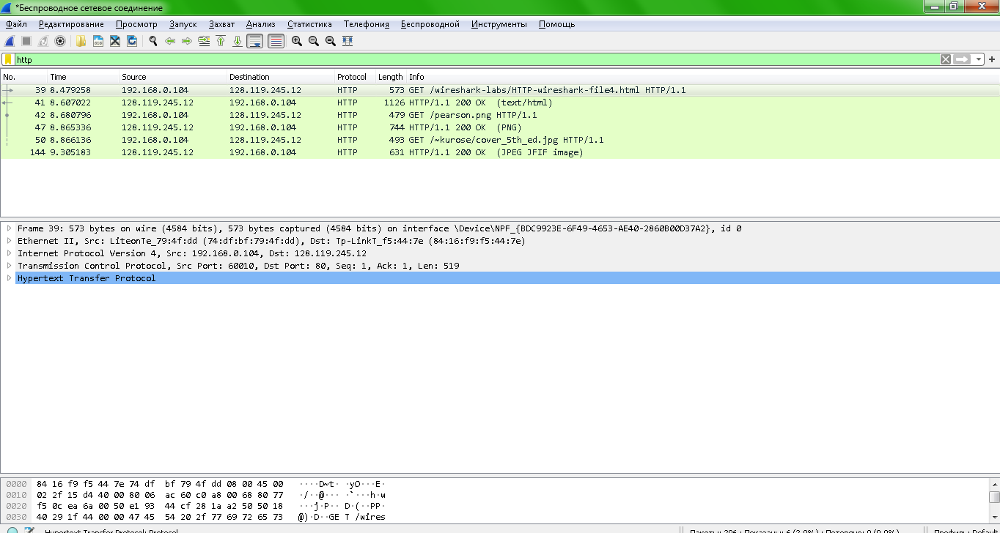 *Беспроводное сетевое соединение
Файл Редактирование Просмотр Запуск Захват Анализ Статистика Телефония Беспроводной Инструменты Помощь
http
No. Time Source Destination Protocol Length Info
39 8.479258 192.168.0.104 128.119.245.12 HTTP 573 GET /wireshark-labs/HTTP-wireshark-file4.html HTTP/1.1
41 8.607022 128.119.245.12 192.168.0.104 HTTP 1126 HTTP/1.1 200 OK (text/html)
42 8.680796 192.168.0.104 128.119.245.12 HTTP 479 GET /pearson.png HTTP/1.1
47 8.865336 128.119.245.12 192.168.0.104 HTTP 744 HTTP/1.1 200 OK (PNG)
50 8.866136 192.168.0.104 128.119.245.12 HTTP 493 GET /~kurose/cover_5th_ed.jpg HTTP/1.1
144 9.305183 128.119.245.12 192.168.0.104 HTTP 631 HTTP/1.1 200 OK (JPEG JFIF image)
Frame 39: 573 bytes on wire (4584 bits), 573 bytes captured (4584 bits) on interface \Device\NPF_{BDC9923E-6F49-4653-AE40-2860B00D37A2}, id 0
Ethernet II, Src: LiteonTe_79:4f:dd (74:df:bf:79:4f:dd), Dst: Tp-LinkT_f5:44:7e (84:16:f9:f5:44:7e)
Internet Protocol Version 4, Src: 192.168.0.104, Dst: 128.119.245.12
Transmission Control Protocol, Src Port: 60010, Dst Port: 80, Seq: 1, Ack: 1, Len: 519
Hypertext Transfer Protocol
0000 84 16 f9 f5 44 7e 74 df bf 79 4f dd 08 00 45 00 ····D~t· ·yO···E·
0010 02 2f 15 d4 40 00 80 06 ac 60 c0 a8 00 68 80 77 ·/··@··· ·`···h·w
0020 f5 0c ea 6a 00 50 e1 93 44 cf 28 1a a2 50 50 18 ···j·P·· D·(··PP·
0030 40 29 1f 44 00 00 47 45 54 20 2f 77 69 72 65 73 @)·D··GE T /wires
Hypertext Transfer Protocol: Protocol
Пакеты: 206 · Показаны: 6 (2.9%) · Потеряно: 0 (0.0%)
Профиль: Default